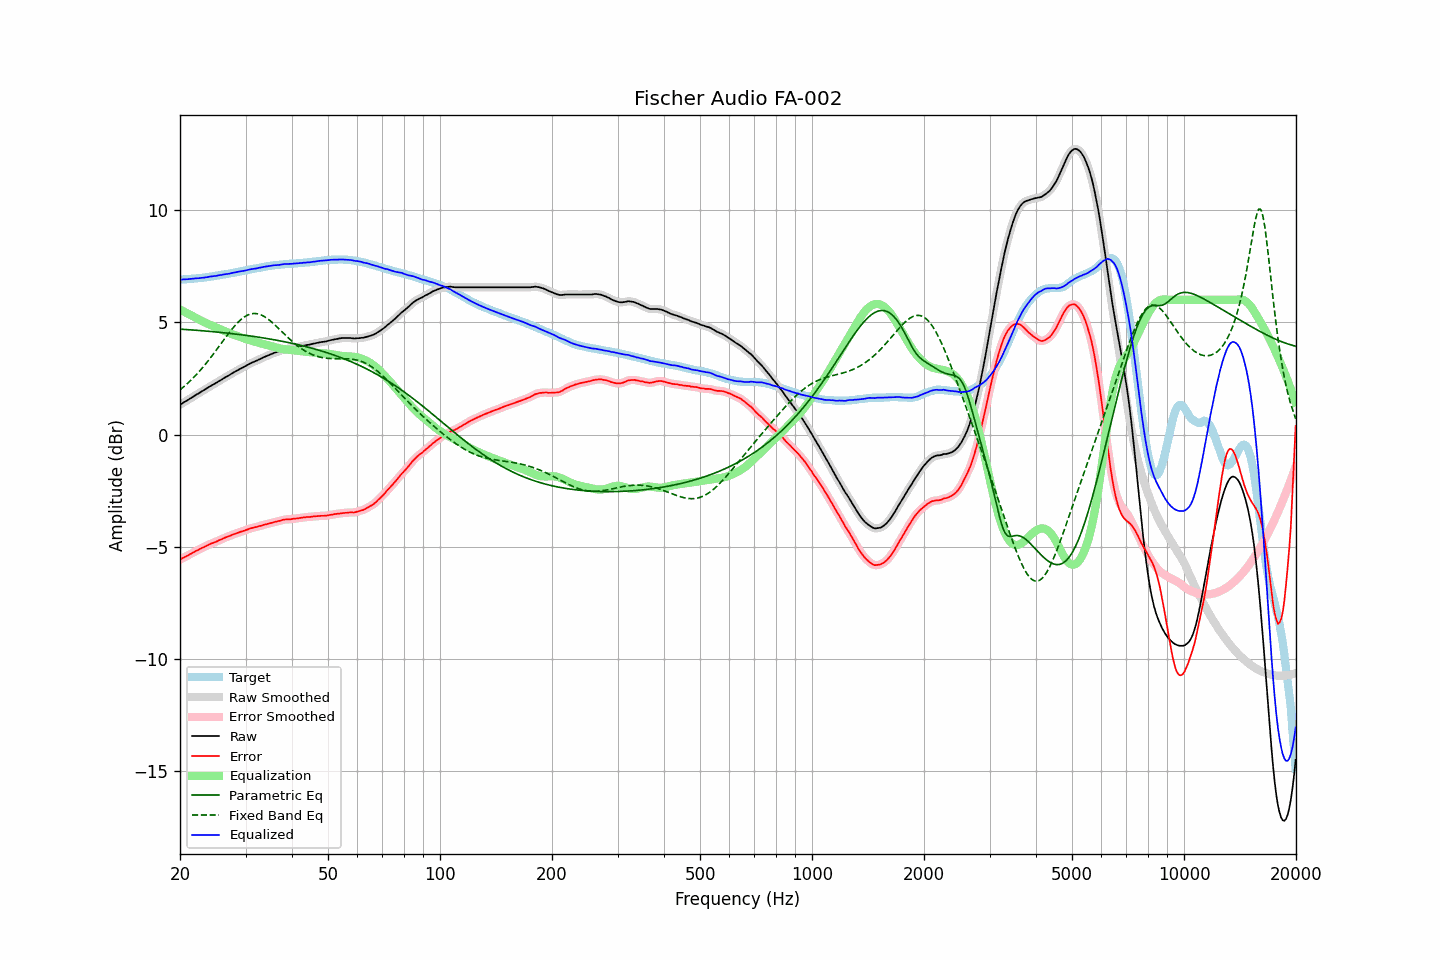 Fischer Audio FA-002
Amplitude (dBr)
10
5
0
−5
−10
−15
Target
Raw Smoothed
Error Smoothed
Raw
Error
Equalization
Parametric Eq
Fixed Band Eq
Equalized
20 50 100 200 500 1000 2000 5000 10000 20000
Frequency (Hz)